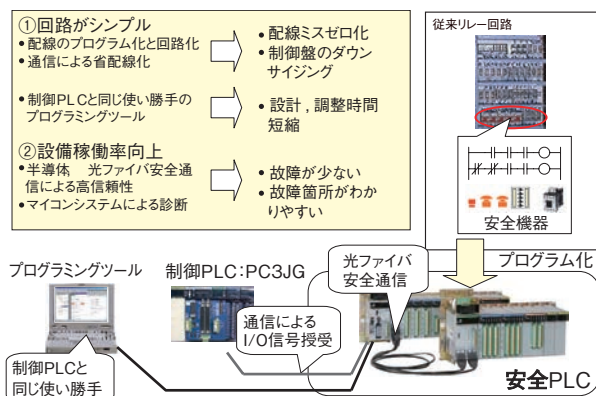 ①回路がシンプル
•配線のプログラム化と回路化
•通信による省配線化
•配線ミスゼロ化
•制御盤のダウン
サイジング
•制御PLCと同じ使い勝手の
プログラミングツール
•設計,調整時間
短縮
②設備稼働率向上
•半導体, 光ファイバ安全通
信による高信頼性
•マイコンシステムによる診断
•故障が少ない
•故障箇所がわか
りやすい
従来リレー回路
安全機器
プログラム化
プログラミングツール
制御PLCと
同じ使い勝手
制御PLC:PC3JG
通信による
I/O信号授受
光ファイバ
安全通信
安全PLC